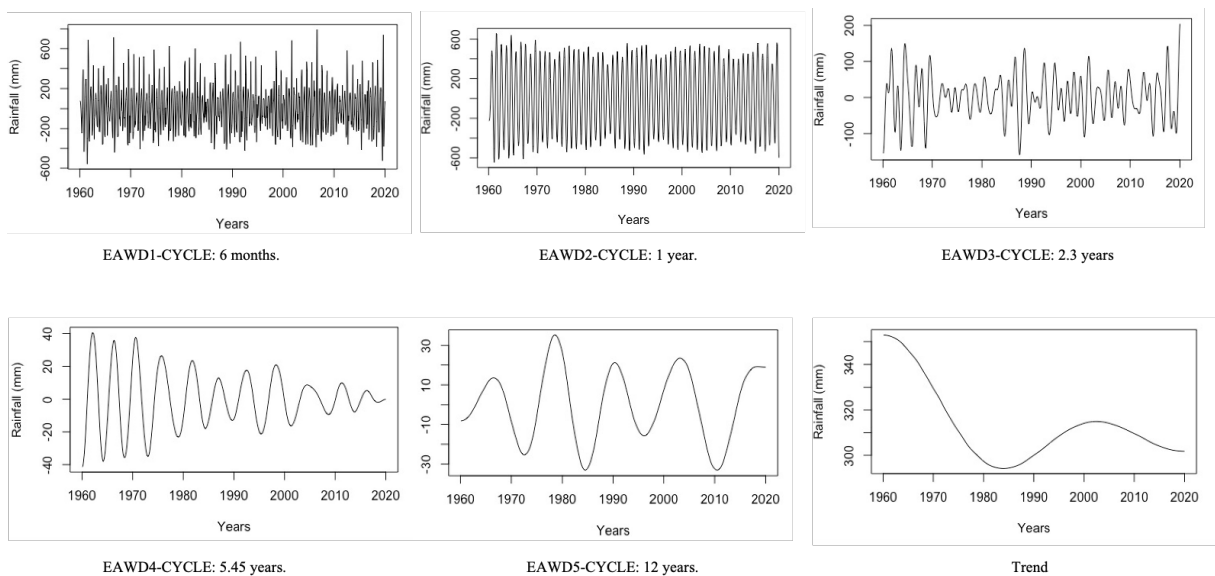 Rainfall (mm)
600
200
200
-600
1960 1970 1980 1990 2000 2010 2020
Years
EAWD1-CYCLE: 6 months.
Rainfall (mm)
600
200
-200
-600
1960 1970 1980 1990 2000 2010 2020
Years
EAWD2-CYCLE: 1 year.
Rainfall (mm)
200
100
0
-100
1960 1970 1980 1990 2000 2010 2020
Years
EAWD3-CYCLE: 2.3 years
Rainfall (mm)
40
20
0
-20
-40
1960 1970 1980 1990 2000 2010 2020
Years
EAWD4-CYCLE: 5.45 years.
30
10
-10
-30
1960 1970 1980 1990 2000 2010 2020
Years
EAWD5-CYCLE: 12 years.
Rainfall (mm)
340
320
300
1960 1970 1980 1990 2000 2010 2020
Years
Trend